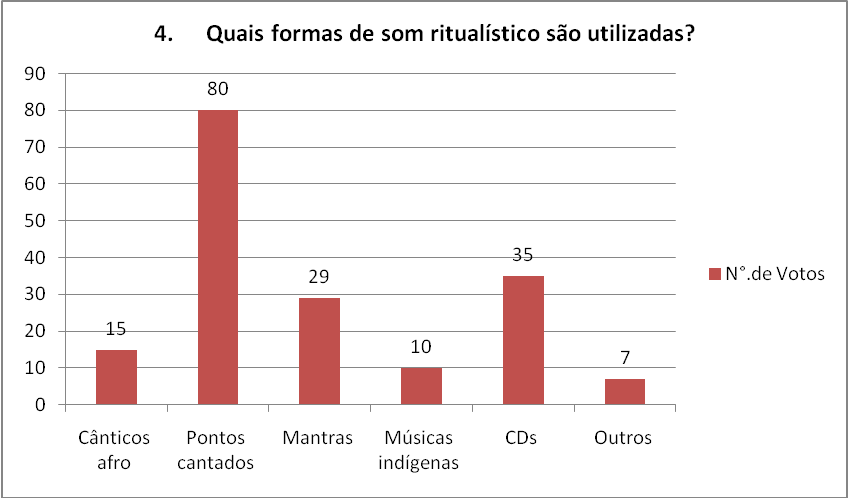 4. Quais formas de som ritualístico são utilizadas?
90
80
70
60
50
40
30
20
10
0
15
80
29
10
35
7
Cânticos
afro
Pontos
cantados
Mantras
Músicas
indígenas
CDs
Outros
N°.de Votos